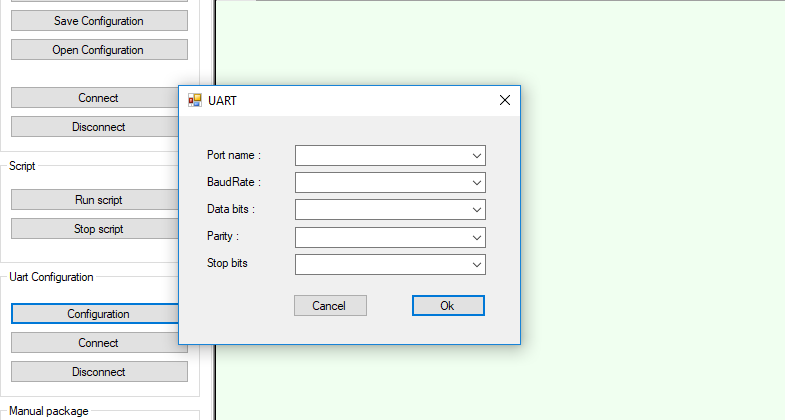 Save Configuration
Open Configuration
Connect
Disconnect
Script
Run script
Stop script
Uart Configuration
Configuration
Connect
Disconnect
Manual package
UART
Port name :
BaudRate :
Data bits :
Parity :
Stop bits
Cancel
Ok